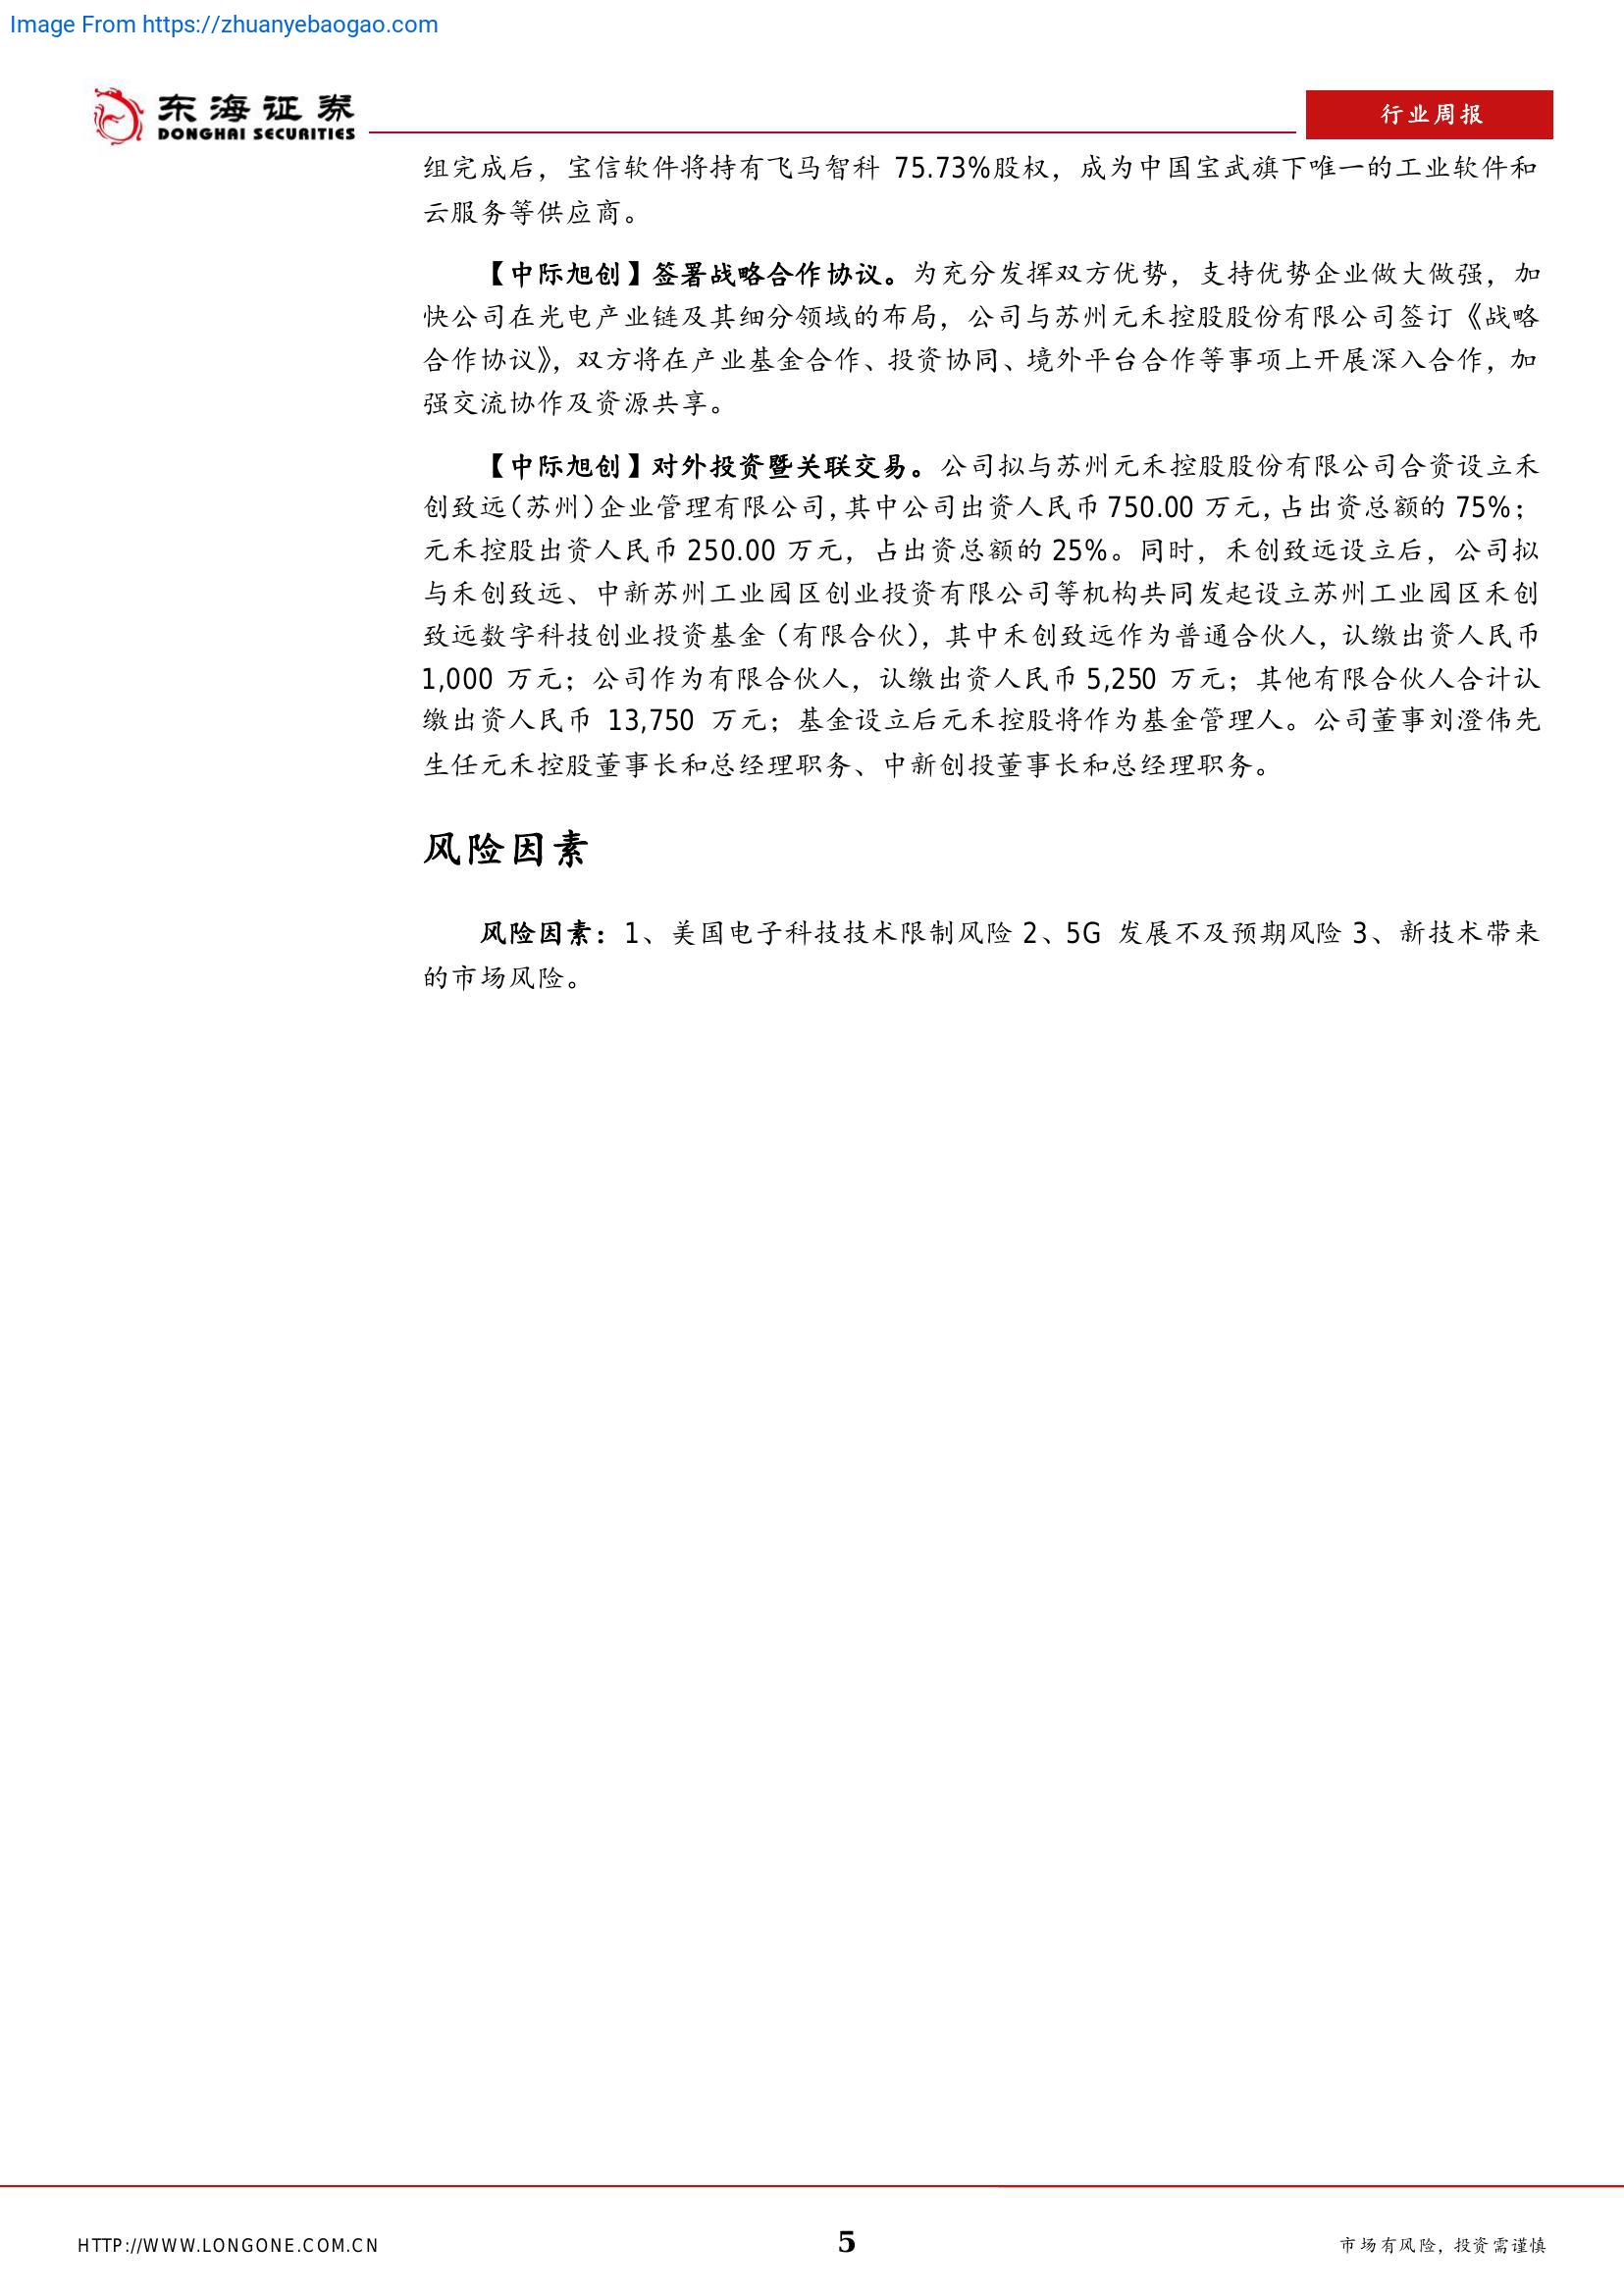 Image From https://zhuanyebaogao.com
东海证券
DONGHAI SECURITIES
行业周报
组完成后，宝信软件将持有飞马智科 75.73%股权，成为中国宝武旗下唯一的工业软件和
云服务等供应商。
【中际旭创】签署战略合作协议。为充分发挥双方优势，支持优势企业做大做强，加
快公司在光电产业链及其细分领域的布局，公司与苏州元禾控股股份有限公司签订《战略
合作协议》，双方将在产业基金合作、投资协同、境外平台合作等事项上开展深入合作，加
强交流协作及资源共享。
【中际旭创】对外投资暨关联交易。公司拟与苏州元禾控股股份有限公司合资设立禾
创致远（苏州）企业管理有限公司，其中公司出资人民币 750.00 万元，占出资总额的 75%；
元禾控股出资人民币 250.00 万元，占出资总额的 25%。同时，禾创致远设立后，公司拟
与禾创致远、中新苏州工业园区创业投资有限公司等机构共同发起设立苏州工业园区禾创
致远数字科技创业投资基金（有限合伙），其中禾创致远作为普通合伙人，认缴出资人民币
1,000 万元；公司作为有限合伙人，认缴出资人民币 5,250 万元；其他有限合伙人合计认
缴出资人民币 13,750 万元；基金设立后元禾控股将作为基金管理人。公司董事刘澄伟先
生任元禾控股董事长和总经理职务、中新创投董事长和总经理职务。
风险因素
风险因素：1、美国电子科技技术限制风险 2、5G 发展不及预期风险 3、新技术带来
的市场风险。
HTTP://WWW.LONGONE.COM.CN
5
市场有风险，投资需谨慎